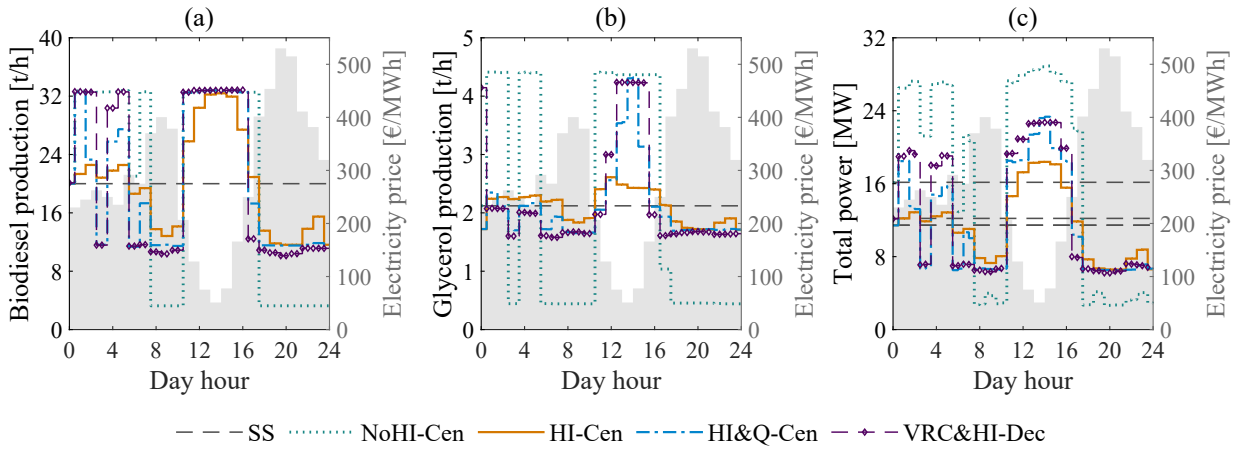 (a)
(b)
(c)
Biodiesel production [t/h]
40
32
24
16
8
0
0 4 8 12 16 20 24
Day hour
500
400
300
200
100
0
Electricity price [€/MWh]
Glycerol production [t/h]
5
4
3
2
1
0
0 4 8 12 16 20 24
Day hour
500
400
300
200
100
0
Electricity price [€/MWh]
Total power [MW]
32
24
16
8
0
0 4 8 12 16 20 24
Day hour
500
400
300
200
100
0
Electricity price [€/MWh]
SS NoHI-Cen HI-Cen HI&Q-Cen VRC&HI-Dec